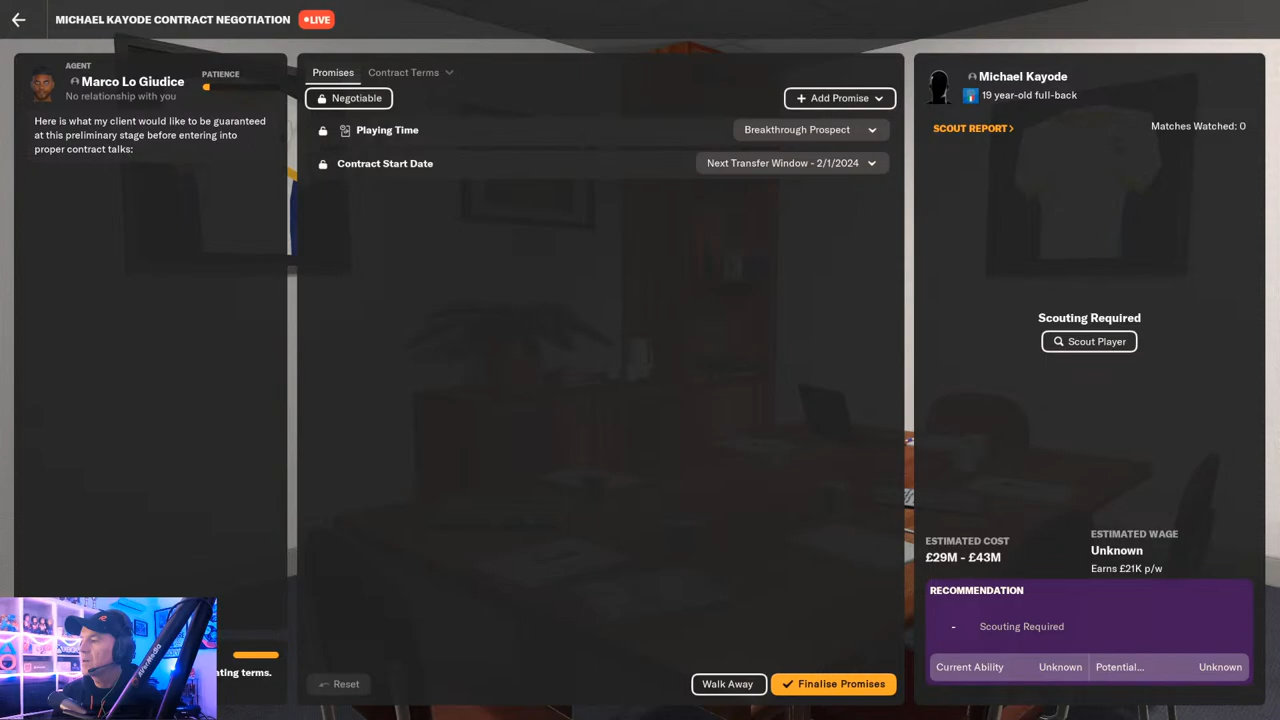 MICHAEL KAYODE CONTRACT NEGOTIATION
LIVE
AGENT
Marco Lo Giudice
No relationship with you
PATIENCE
Here is what my client would like to be guaranteed
at this preliminary stage before entering into
proper contract talks:
ating terms.
Promises
Contract Terms
Negotiable
Add Promise
Playing Time
Breakthrough Prospect
Contract Start Date
Next Transfer Window - 2/1/2024
Reset
Walk Away
Finalise Promises
Michael Kayode
19 year-old full-back
SCOUT REPORT>
Matches Watched: 0
Scouting Required
Scout Player
ESTIMATED COST
£29M - £43M
ESTIMATED WAGE
Unknown
Earns £21K p/w
RECOMMENDATION
- Scouting Required
Current Ability Unknown
Potential... Unknown